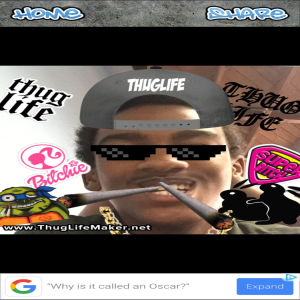 HOME SHARE
THUGLIFE
thug
life
THUG
LIFE
Bitchie
www.ThugLifeMaker.net
G "Why is it called an Oscar?" Expand